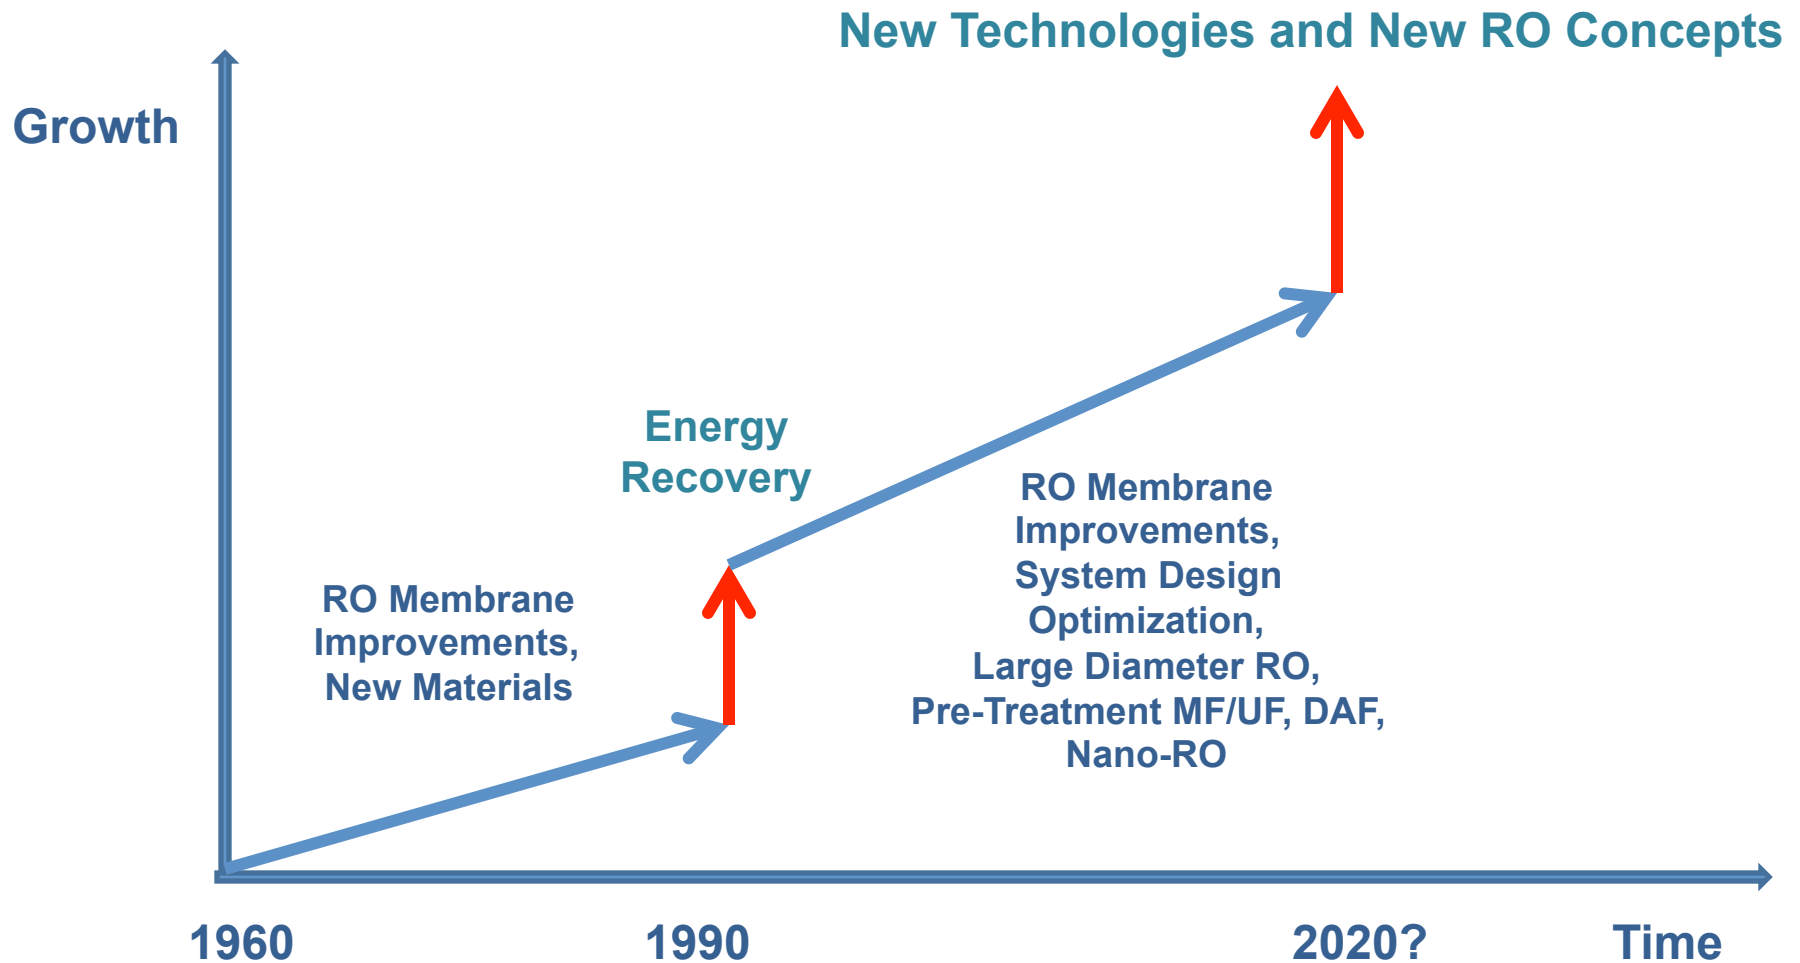 New Technologies and New RO Concepts
Growth
Energy
Recovery
RO Membrane
Improvements,
New Materials
RO Membrane
Improvements,
System Design
Optimization,
Large Diameter RO,
Pre-Treatment MF/UF, DAF,
Nano-RO
1960
1990
2020?
Time